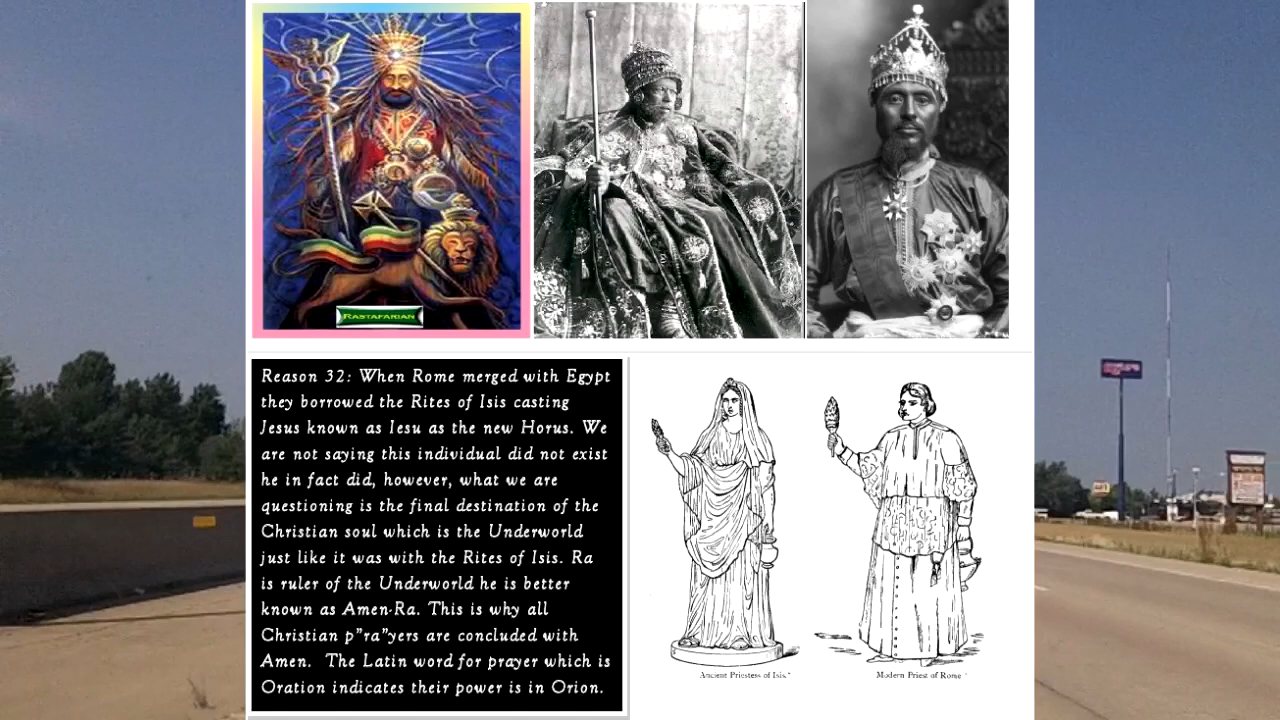 RASTAFARIAN
Reason 32: When Rome merged with Egypt
they borrowed the Rites of Isis casting
Jesus known as Iesu as the new Horus. We
are not saying this individual did not exist
he in fact did, however, what we are
questioning is the final destination of the
Christian soul which is the Underworld
just like it was with the Rites of Isis. Ra
is ruler of the Underworld he is better
known as Amen-Ra. This is why all
Christian p"ra"yers are concluded with
Amen. The Latin word for prayer which is
Oration indicates their power is in Orion.
Ancient Priestess of Isis.
Modern Priest of Rome